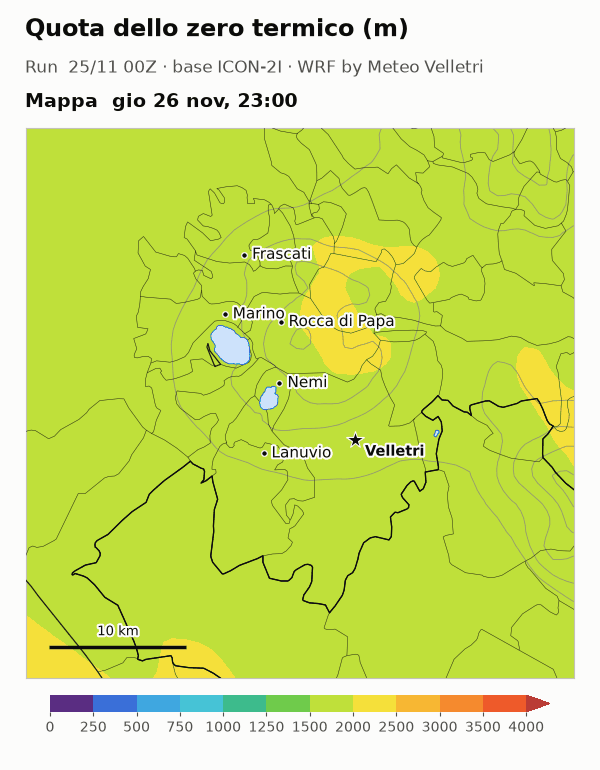 Quota dello zero termico (m)
Run  25/11 00Z · base ICON-2I · WRF by Meteo Velletri
Mappa  gio 26 nov, 23:00
Frascati
Marino
Rocca di Papa
Nemi
Velletri
Lanuvio
10 km
0 250 500 750 1000 1250 1500 2000 2500 3000 3500 4000